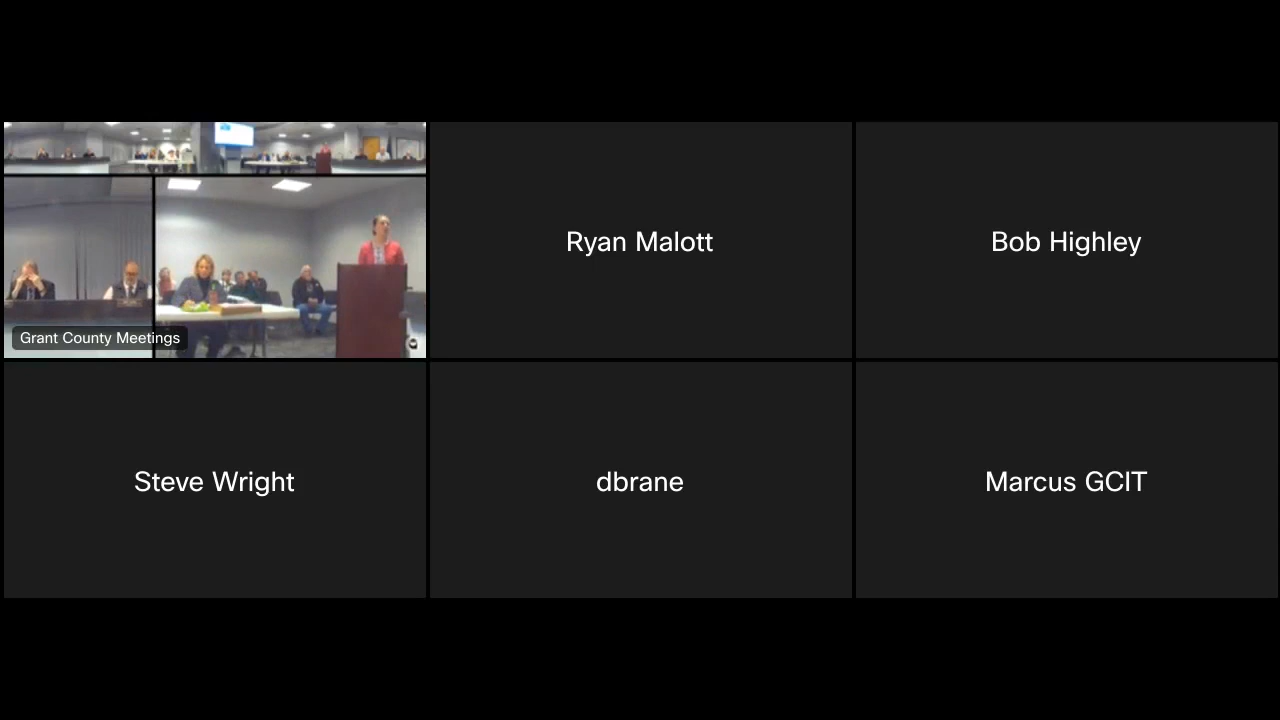 Ryan Malott
Bob Highley
Grant County Meetings
Steve Wright
dbrane
Marcus GCIT